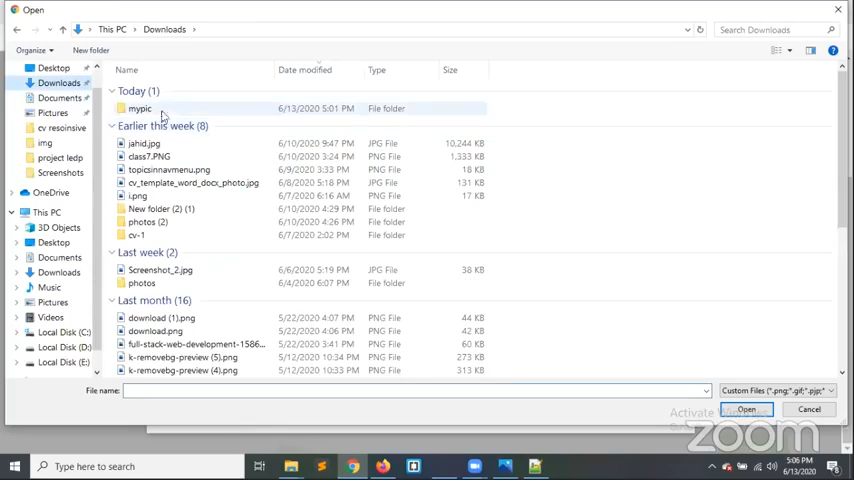 Open
This PC > Downloads >
Search Downloads
Organize
New folder
Desktop
Downloads
Documents
Pictures
cv resoinsive
img
project ledp
Screenshots
OneDrive
This PC
3D Objects
Desktop
Documents
Downloads
Music
Pictures
Videos
Local Disk (C:)
Local Disk (D:)
Local Disk (E:)
Name Date modified Type Size
Today (1)
mypic 6/13/2020 5:01 PM File folder
Earlier this week (8)
jahid.jpg 6/10/2020 9:47 PM JPG File 10,244 KB
class7.PNG 6/10/2020 3:24 PM PNG File 1,333 KB
topicsinnavmenu.png 6/9/2020 3:33 PM PNG File 18 KB
cv_template_word_docx_photo.jpg 6/8/2020 5:18 PM JPG File 131 KB
i.png 6/7/2020 6:16 AM PNG File 17 KB
New folder (2) (1) 6/10/2020 4:29 PM File folder
photos (2) 6/10/2020 4:26 PM File folder
cv-1 6/7/2020 2:02 PM File folder
Last week (2)
Screenshot_2.jpg 6/6/2020 5:19 PM JPG File 38 KB
photos 6/4/2020 6:07 PM File folder
Last month (16)
download (1).png 5/22/2020 4:07 PM PNG File 44 KB
download.png 5/22/2020 4:06 PM PNG File 42 KB
full-stack-web-development-1586... 5/22/2020 3:41 PM PNG File 60 KB
k-removebg-preview (5).png 5/12/2020 10:34 PM PNG File 273 KB
k-removebg-preview (4).png 5/12/2020 10:33 PM PNG File 313 KB
File name:
Custom Files (*.png;*.gif;*.pjp;*
Open
Cancel
Activate Windows
zoom
Type here to search
5:06 PM
6/13/2020